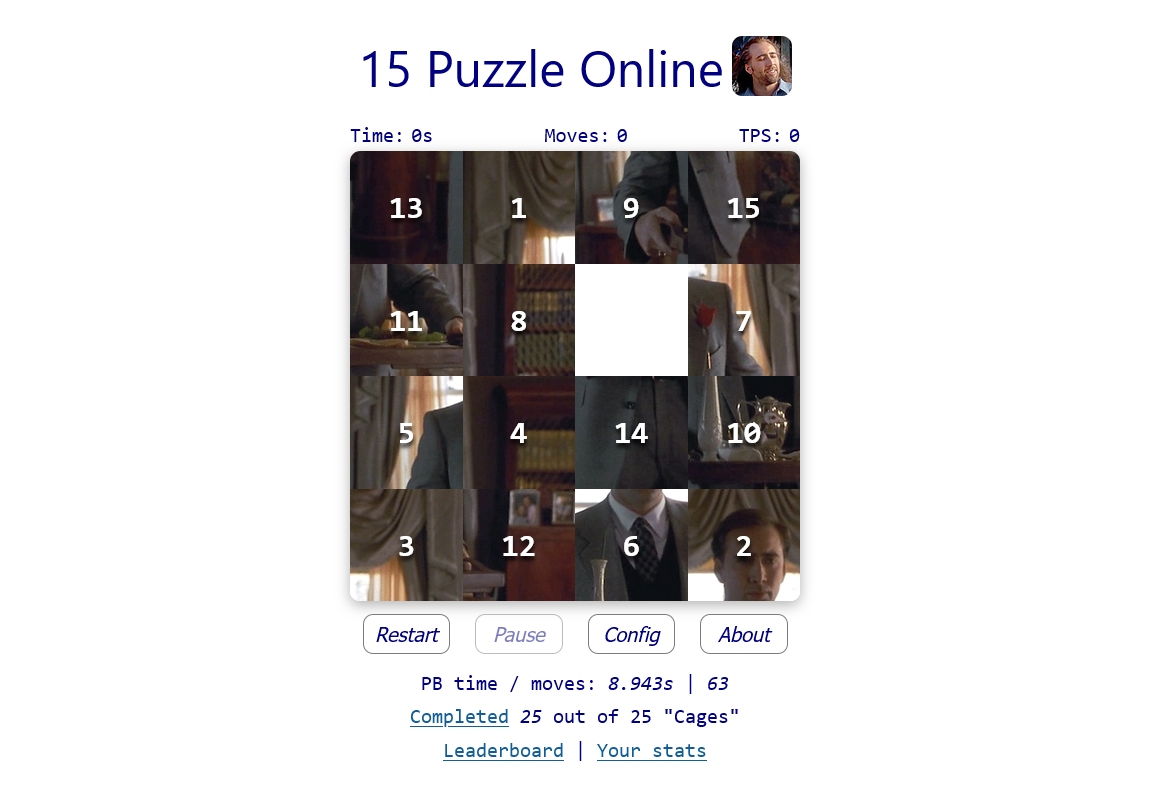 15 Puzzle Online
Time: 0s Moves: 0 TPS: 0
13 1 9 15
11 8 7
5 4 14 10
3 12 6 2
Restart Pause Config About
PB time / moves: 8.943s | 63
Completed 25 out of 25 "Cages"
Leaderboard | Your stats